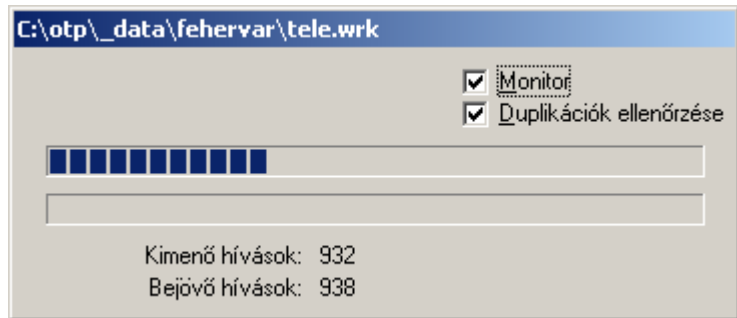 C:\otp\_data\fehervar\tele.wrk
Monitor
Duplikációk ellenőrzése
Kimenő hívások: 932
Bejövő hívások: 938